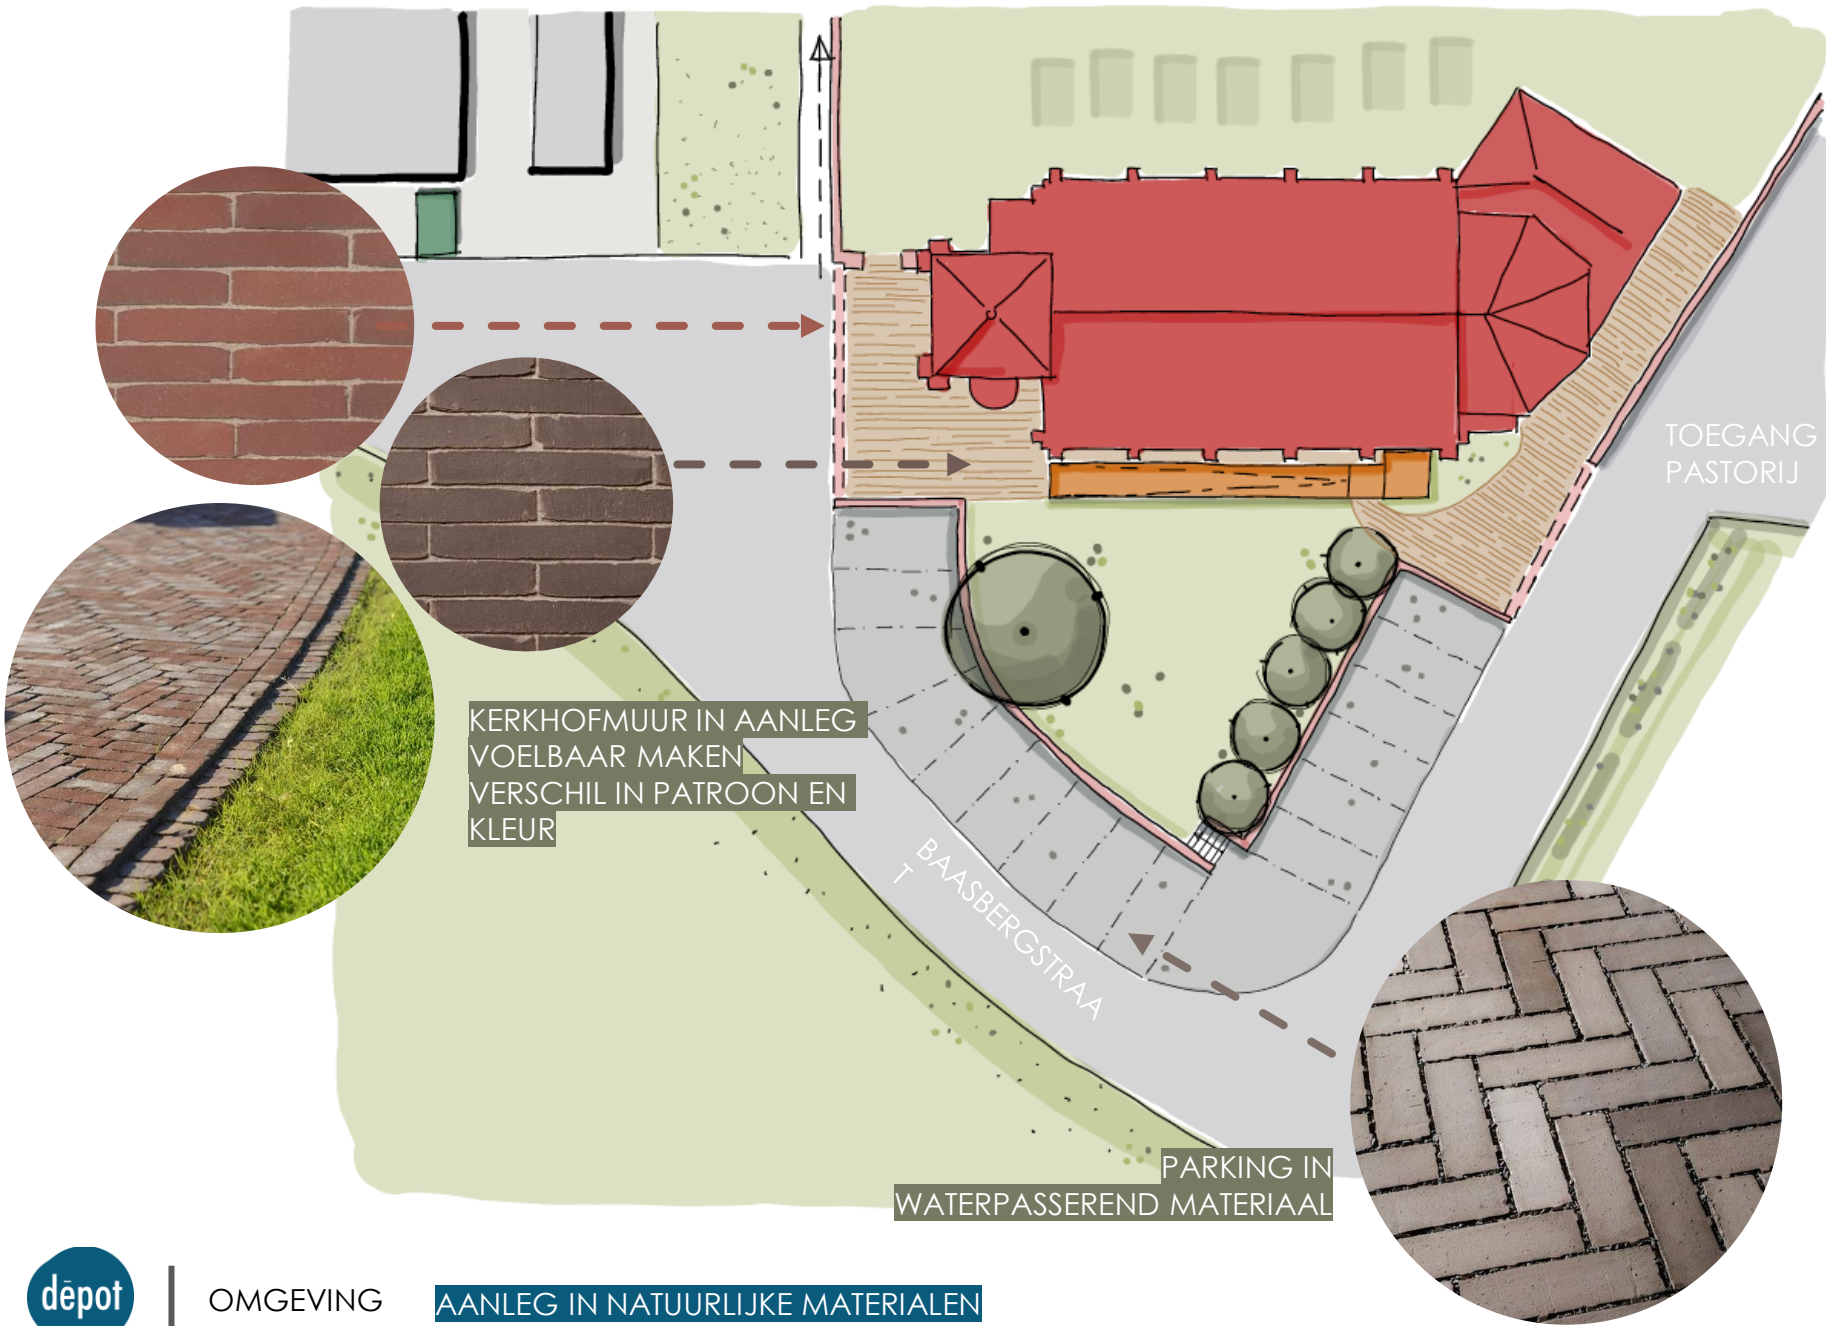 TOEGANG
PASTORIJ
KERKHOFMUUR IN AANLEG
VOELBAAR MAKEN
VERSCHIL IN PATROON EN
KLEUR
BAASBERGSTRAA
T
PARKING IN
WATERPASSEREND MATERIAAL
dēpot
OMGEVING
AANLEG IN NATUURLIJKE MATERIALEN